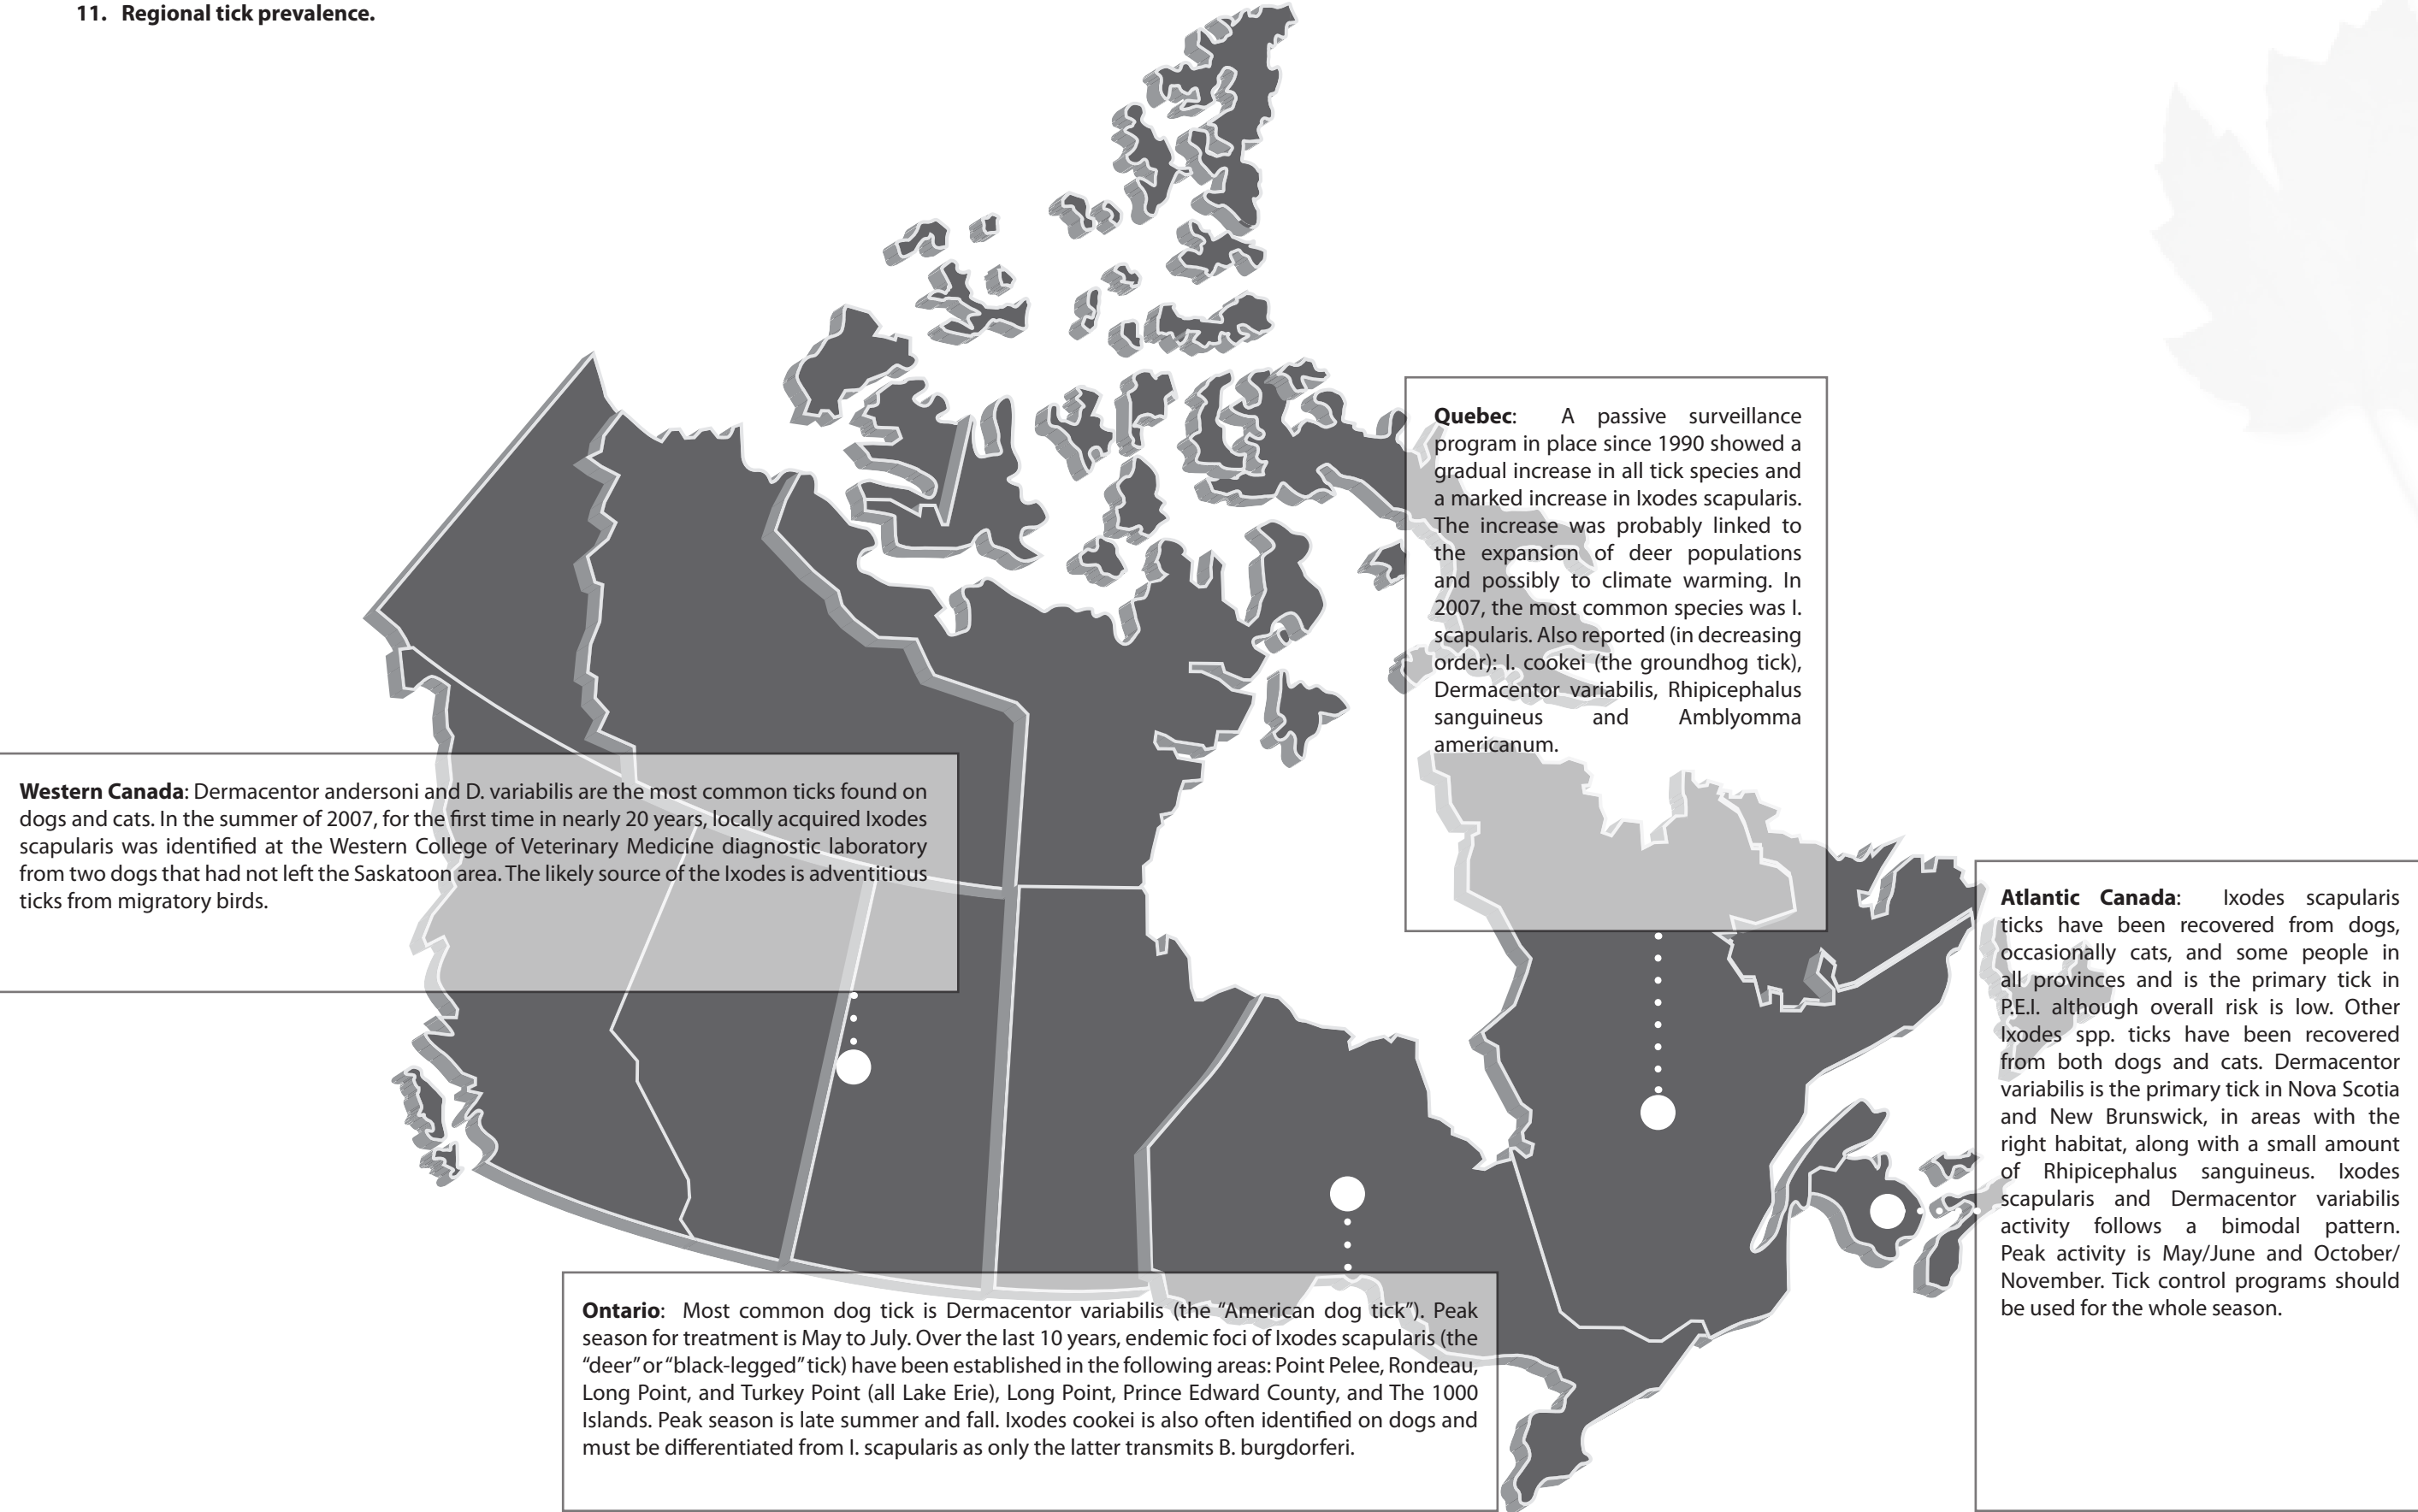 11. Regional tick prevalence.
Quebec: A passive surveillance
program in place since 1990 showed a
gradual increase in all tick species and
a marked increase in Ixodes scapularis.
The increase was probably linked to
the expansion of deer populations
and possibly to climate warming. In
2007, the most common species was I.
scapularis. Also reported (in decreasing
order): I. cookei (the groundhog tick),
Dermacentor variabilis, Rhipicephalus
sanguineus and Amblyomma
americanum.
Western Canada: Dermacentor andersoni and D. variabilis are the most common ticks found on
dogs and cats. In the summer of 2007, for the first time in nearly 20 years, locally acquired Ixodes
scapularis was identified at the Western College of Veterinary Medicine diagnostic laboratory
from two dogs that had not left the Saskatoon area. The likely source of the Ixodes is adventitious
ticks from migratory birds.
Atlantic Canada: Ixodes scapularis
ticks have been recovered from dogs,
occasionally cats, and some people in
all provinces and is the primary tick in
P.E.I. although overall risk is low. Other
Ixodes spp. ticks have been recovered
from both dogs and cats. Dermacentor
variabilis is the primary tick in Nova Scotia
and New Brunswick, in areas with the
right habitat, along with a small amount
of Rhipicephalus sanguineus. Ixodes
scapularis and Dermacentor variabilis
activity follows a bimodal pattern.
Peak activity is May/June and October/
November. Tick control programs should
be used for the whole season.
Ontario: Most common dog tick is Dermacentor variabilis (the “American dog tick”). Peak
season for treatment is May to July. Over the last 10 years, endemic foci of Ixodes scapularis (the
“deer” or “black-legged” tick) have been established in the following areas: Point Pelee, Rondeau,
Long Point, and Turkey Point (all Lake Erie), Long Point, Prince Edward County, and The 1000
Islands. Peak season is late summer and fall. Ixodes cookei is also often identified on dogs and
must be differentiated from I. scapularis as only the latter transmits B. burgdorferi.